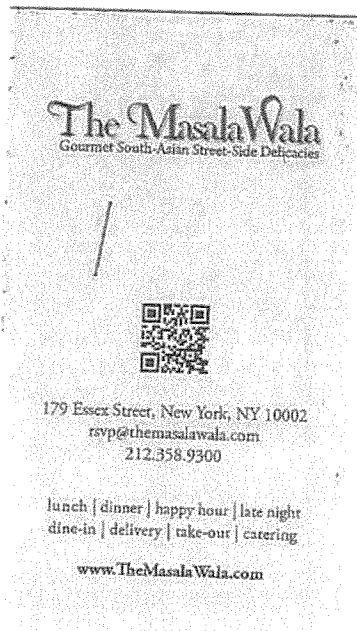 The MasalaWala
Gourmet South-Asian Street-Side Delicacies
179 Essex Street, New York, NY 10002
rsvp@themasalawala.com
212.358.9300
lunch | dinner | happy hour | late night
dine-in | delivery | take-out | catering
www.TheMasalaWala.com